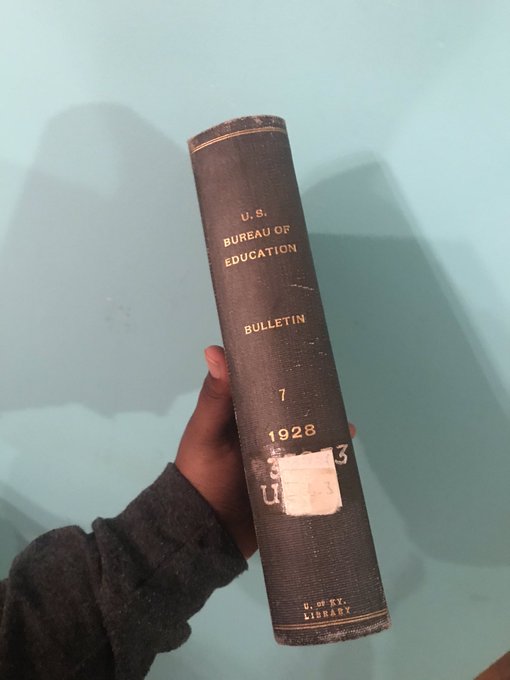 U. S.
BUREAU OF
EDUCATION
BULLETIN
7
1928
U. OF KY.
LIBRARY